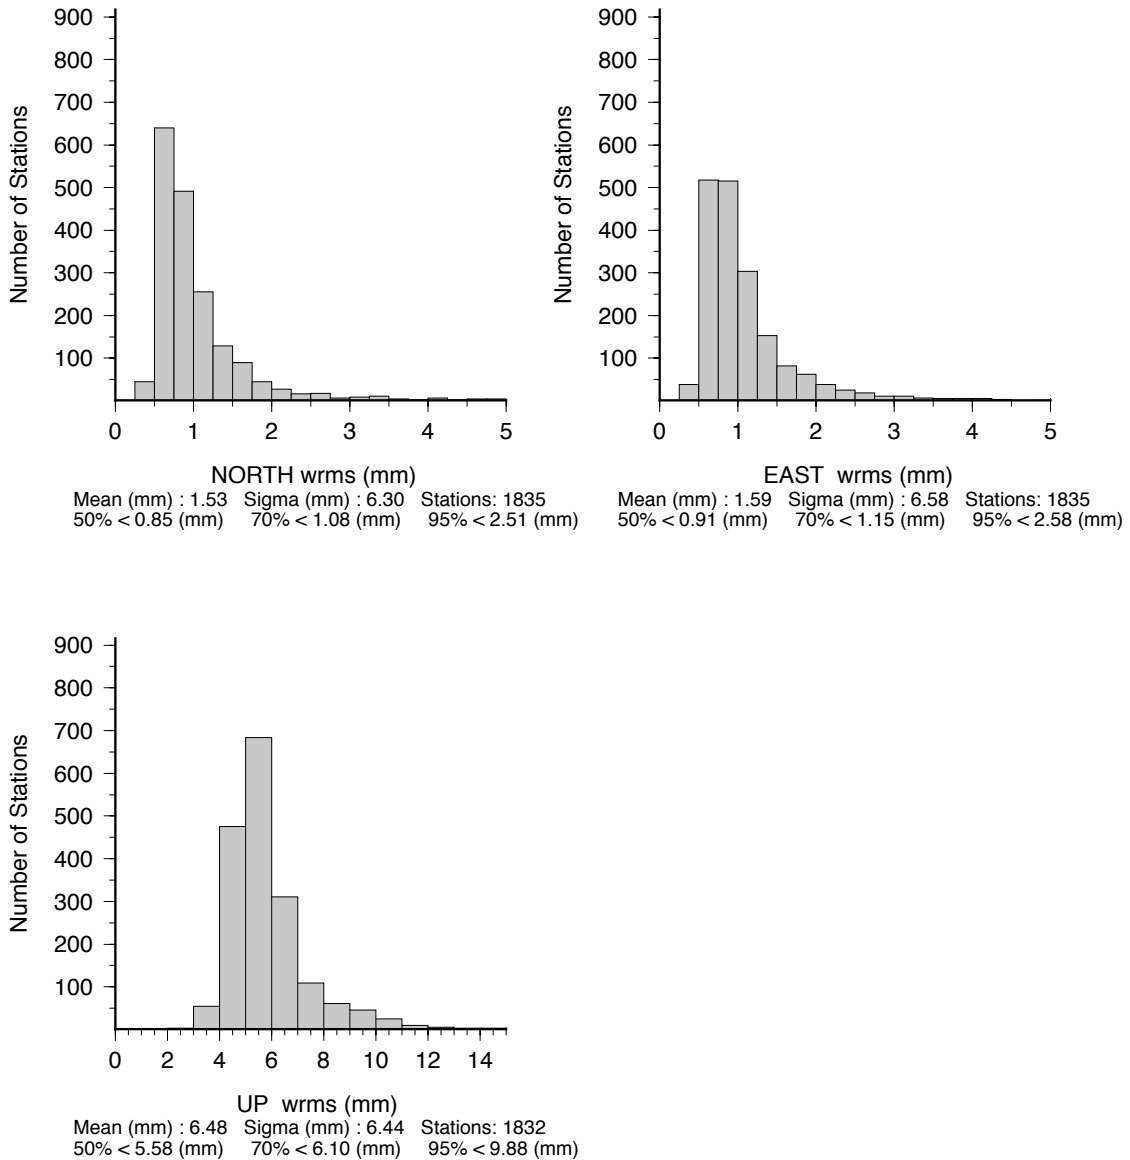 900
800
700
600
500
400
300
200
100
Number of Stations
0 1 2 3 4 5
NORTH wrms (mm)
Mean (mm) : 1.53 Sigma (mm) : 6.30 Stations: 1835
50% < 0.85 (mm) 70% < 1.08 (mm) 95% < 2.51 (mm)
900
800
700
600
500
400
300
200
100
Number of Stations
0 1 2 3 4 5
EAST wrms (mm)
Mean (mm) : 1.59 Sigma (mm) : 6.58 Stations: 1835
50% < 0.91 (mm) 70% < 1.15 (mm) 95% < 2.58 (mm)
900
800
700
600
500
400
300
200
100
Number of Stations
0 2 4 6 8 10 12 14
UP wrms (mm)
Mean (mm) : 6.48 Sigma (mm) : 6.44 Stations: 1832
50% < 5.58 (mm) 70% < 6.10 (mm) 95% < 9.88 (mm)